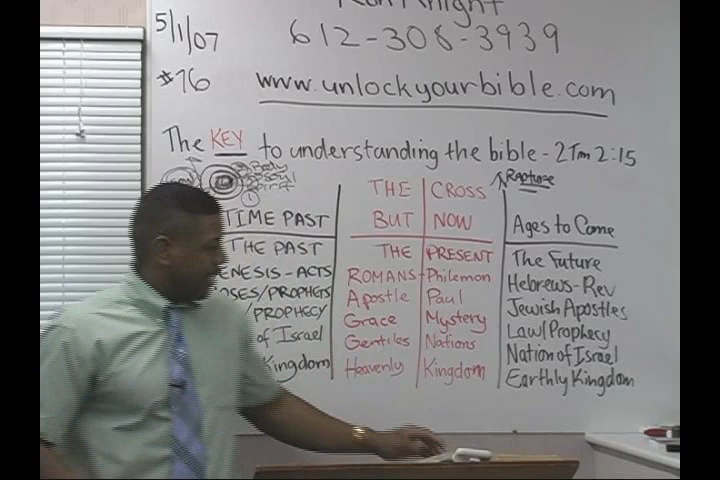 Knight
5/1/07
612-308-3939
#76
www.unlockyourbible.com
The KEY to understanding the bible - 2 Tm 2:15
Body
Soul
Spirit
Rapture
THE CROSS
TIME PAST
BUT NOW
Ages to Come
THE PAST
THE PRESENT
The Future
ENESIS - ACTS
ROMANS - Philemon
Hebrews - Rev
OSES/PROPHETS
Apostle Paul
Jewish Apostles
/PROPHECY
Grace Mystery
Law/Prophecy
of Israel
Gentiles Nations
Nation of Israel
Kingdom
Heavenly Kingdom
Earthly Kingdom